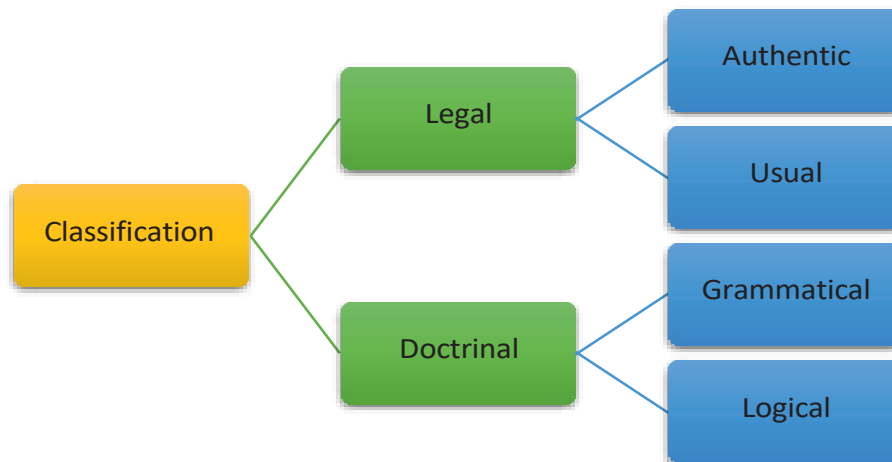 Classification
Legal
Authentic
Usual
Doctrinal
Grammatical
Logical